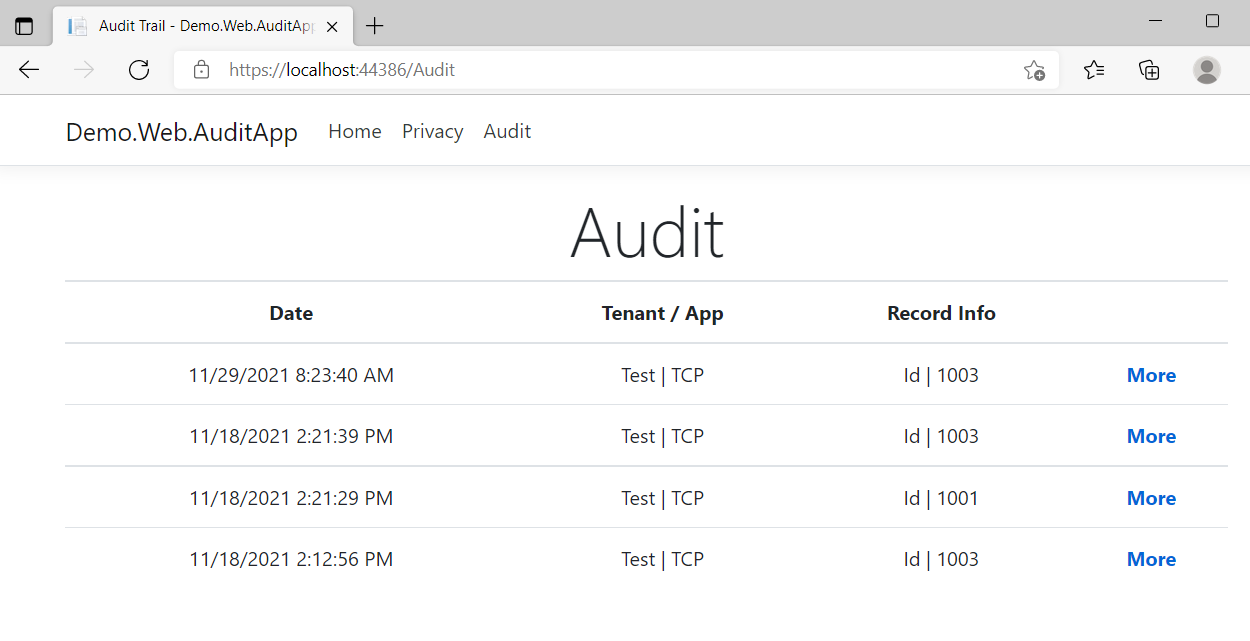 Audit Trail - Demo.Web.AuditApp
https://localhost:44386/Audit
Demo.Web.AuditApp Home Privacy Audit
Audit
Date Tenant / App Record Info
11/29/2021 8:23:40 AM Test | TCP Id | 1003 More
11/18/2021 2:21:39 PM Test | TCP Id | 1003 More
11/18/2021 2:21:29 PM Test | TCP Id | 1001 More
11/18/2021 2:12:56 PM Test | TCP Id | 1003 More